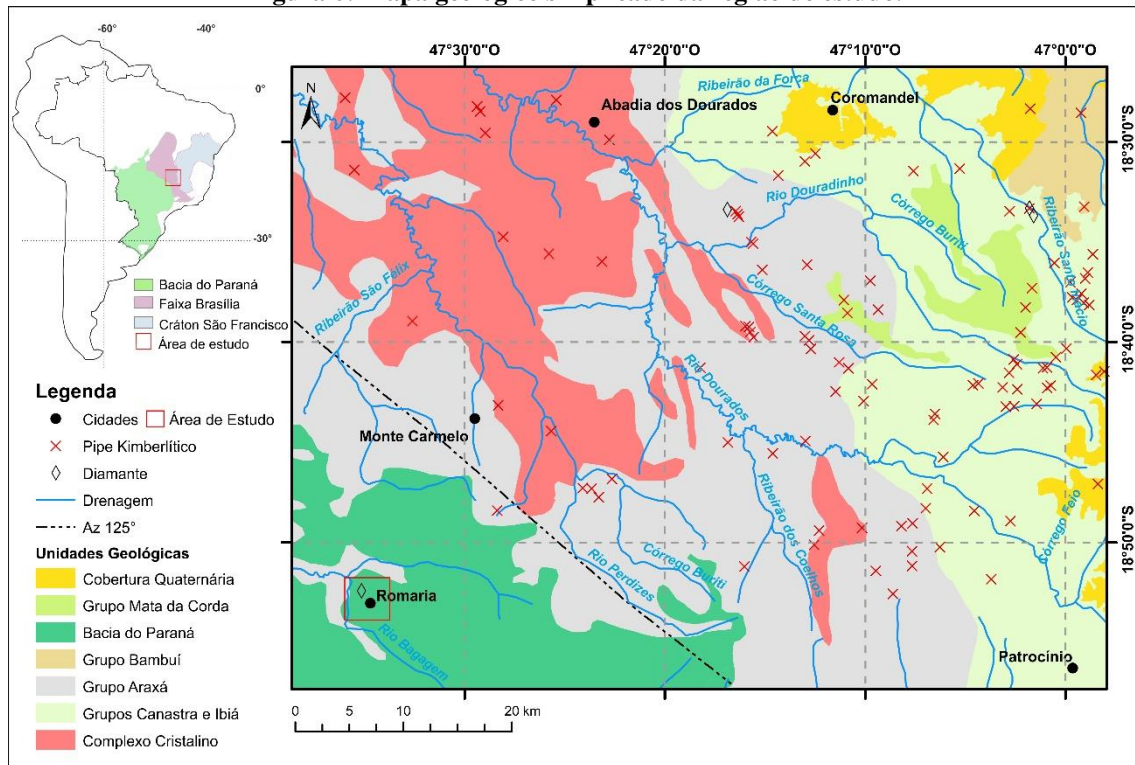 -60°
-40°
0°
-30°
Bacia do Paraná
Faixa Brasília
Cráton São Francisco
Área de estudo
Legenda
Cidades
Área de Estudo
Pipe Kimberlítico
Diamante
Drenagem
Az 125°
Unidades Geológicas
Cobertura Quaternária
Grupo Mata da Corda
Bacia do Paraná
Grupo Bambuí
Grupo Araxá
Grupos Canastra e Ibiá
Complexo Cristalino
47°30'0"O
47°20'0"O
47°10'0"O
47°0'0"O
N
Ribeirão da Forca
Abadia dos Dourados
Coromandel
18°30'0"S
Rio Douradinho
Córrego Buriti
Ribeirão Santo Inácio
Ribeirão São Felix
Córrego Santa Rosa
18°40'0"S
Rio Dourados
Monte Carmelo
Ribeirão dos Coelhos
Córrego Feio
18°50'0"S
Córrego Buriti
Rio Perdizes
Romaria
Rio Bagagem
Patrocínio
0 5 10 20 km